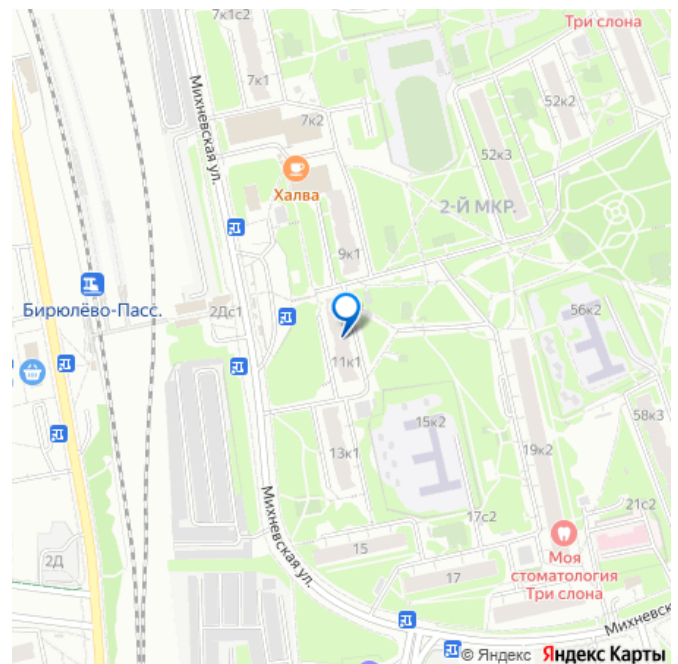 7к1с2
Три слона
7к1
Михневская ул.
52к2
7к2
52к3
Халва
2-Й МКР.
9к1
Бирюлёво-Пасс.
2Дс1
56к2
11к1
15к2
58к3
13к1
19к2
Михневская ул.
17с2
21с2
15
2Д
17
Моя
стоматология
Три слона
Михневск
© Яндекс Яндекс Карты